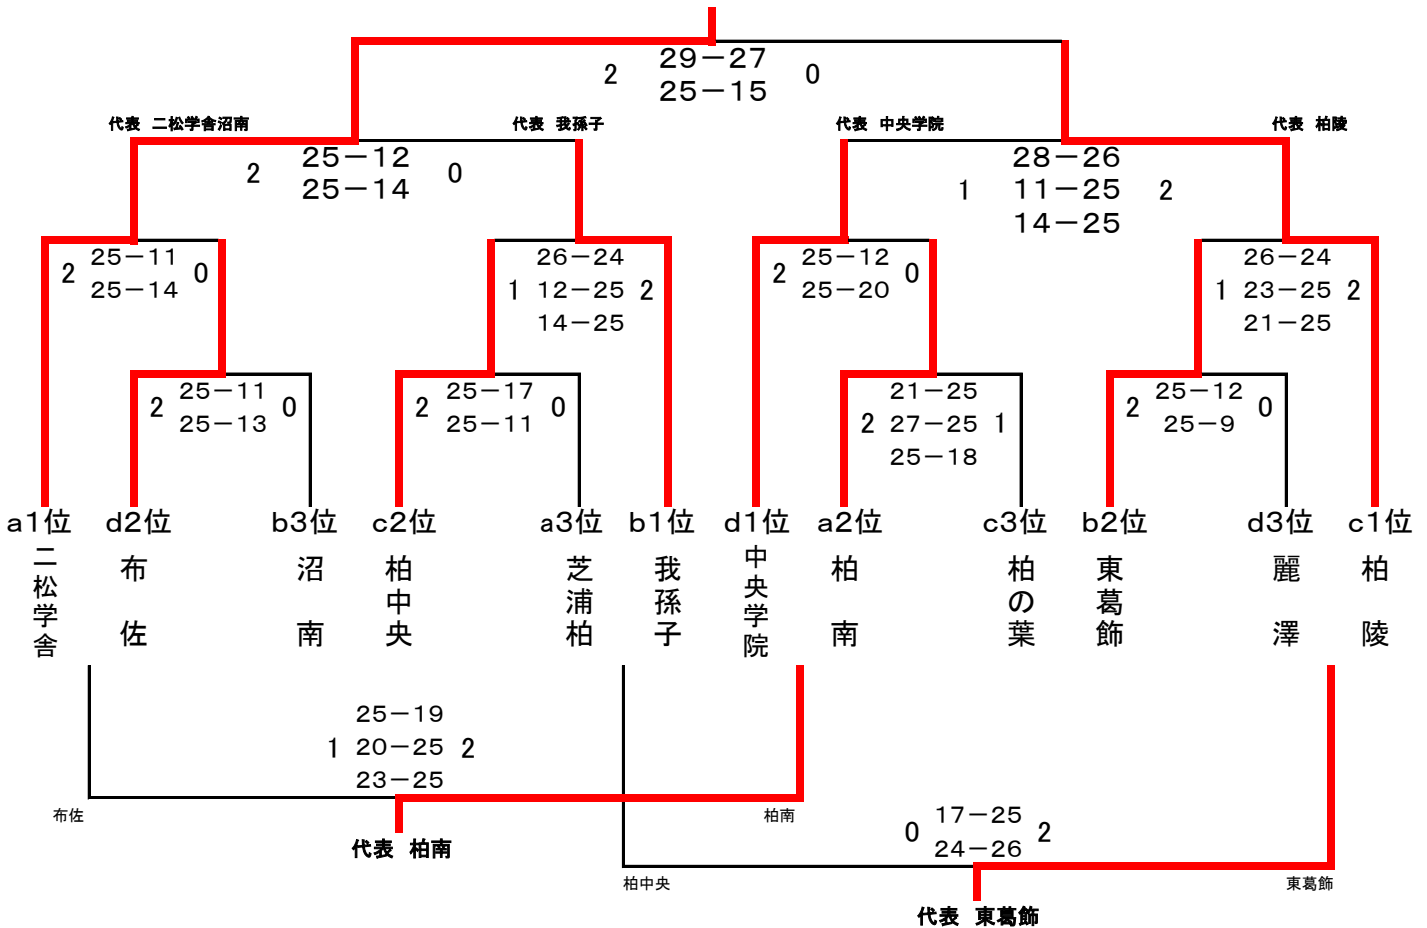 29－27
2 0
25－15
代表 二松学舎沼南 代表 我孫子 代表 中央学院 代表 柏陵
25－12
2 0
25－14
28－26
1 11－25 2
14－25
25－11
2 0
25－14
26－24
1 12－25 2
14－25
25－12
2 0
25－20
26－24
1 23－25 2
21－25
25－11
2 0
25－13
25－17
2 0
25－11
21－25
2 27－25 1
25－18
25－12
2 0
25－9
a1位 d2位 b3位 c2位 a3位 b1位 d1位 a2位 c3位 b2位 d3位 c1位
二松学舎
布佐
沼南
柏中央
芝浦柏
我孫子
中央学院
柏南
柏の葉
東葛飾
麗澤
柏陵
25－19
1 20－25 2
23－25
布佐 柏南
代表 柏南
17－25
0 2
24－26
柏中央 東葛飾
代表 東葛飾